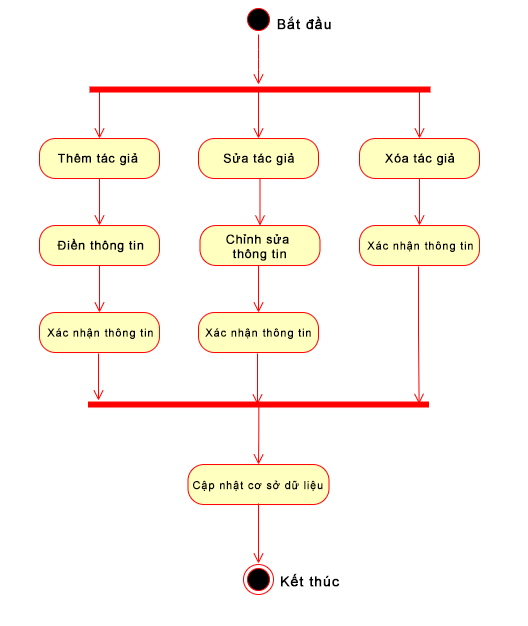 Bắt đầu
Thêm tác giả
Sửa tác giả
Xóa tác giả
Điền thông tin
Chỉnh sửa
thông tin
Xác nhận thông tin
Xác nhận thông tin
Xác nhận thông tin
Cập nhật cơ sở dữ liệu
Kết thúc